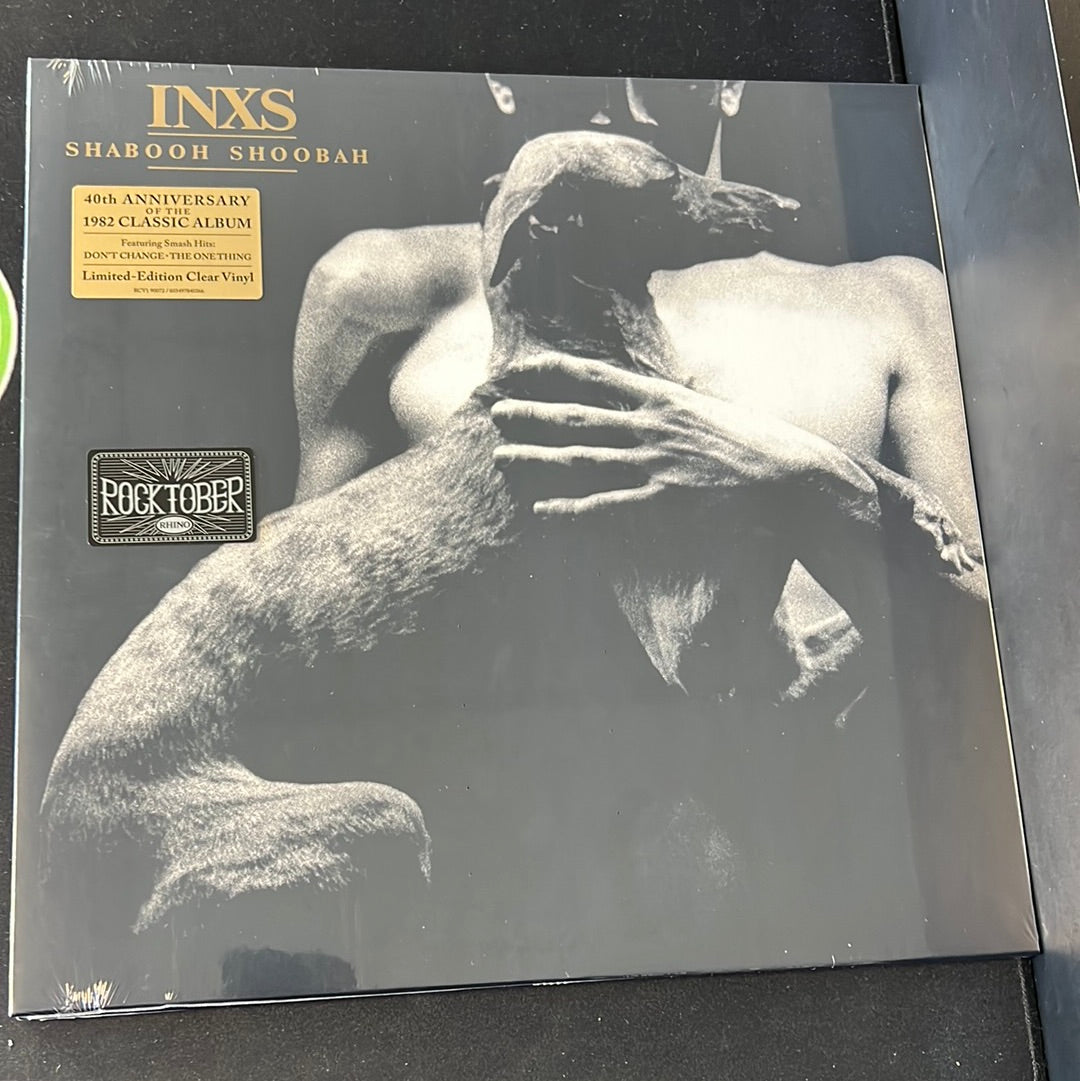 INXS
SHABOOH SHOOBAH
40th ANNIVERSARY
OF THE
1982 CLASSIC ALBUM
Featuring Smash Hits:
DON'T CHANGE • THE ONE THING
Limited-Edition Clear Vinyl
ROCKTOBER
RHINO